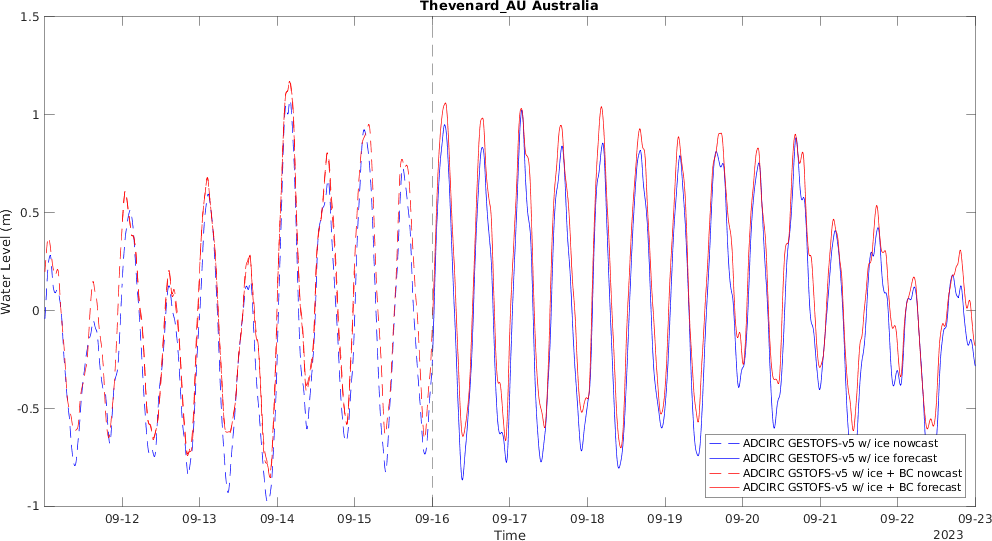 Thevenard_AU Australia
1.5
1
0.5
0
-0.5
-1
Water Level (m)
09-12
09-13
09-14
09-15
09-16
09-17
09-18
09-19
09-20
09-21
09-22
09-23
Time
2023
ADCIRC GESTOFS-v5 w/ ice nowcast
ADCIRC GESTOFS-v5 w/ ice forecast
ADCIRC GSTOFS-v5 w/ ice + BC nowcast
ADCIRC GSTOFS-v5 w/ ice + BC forecast